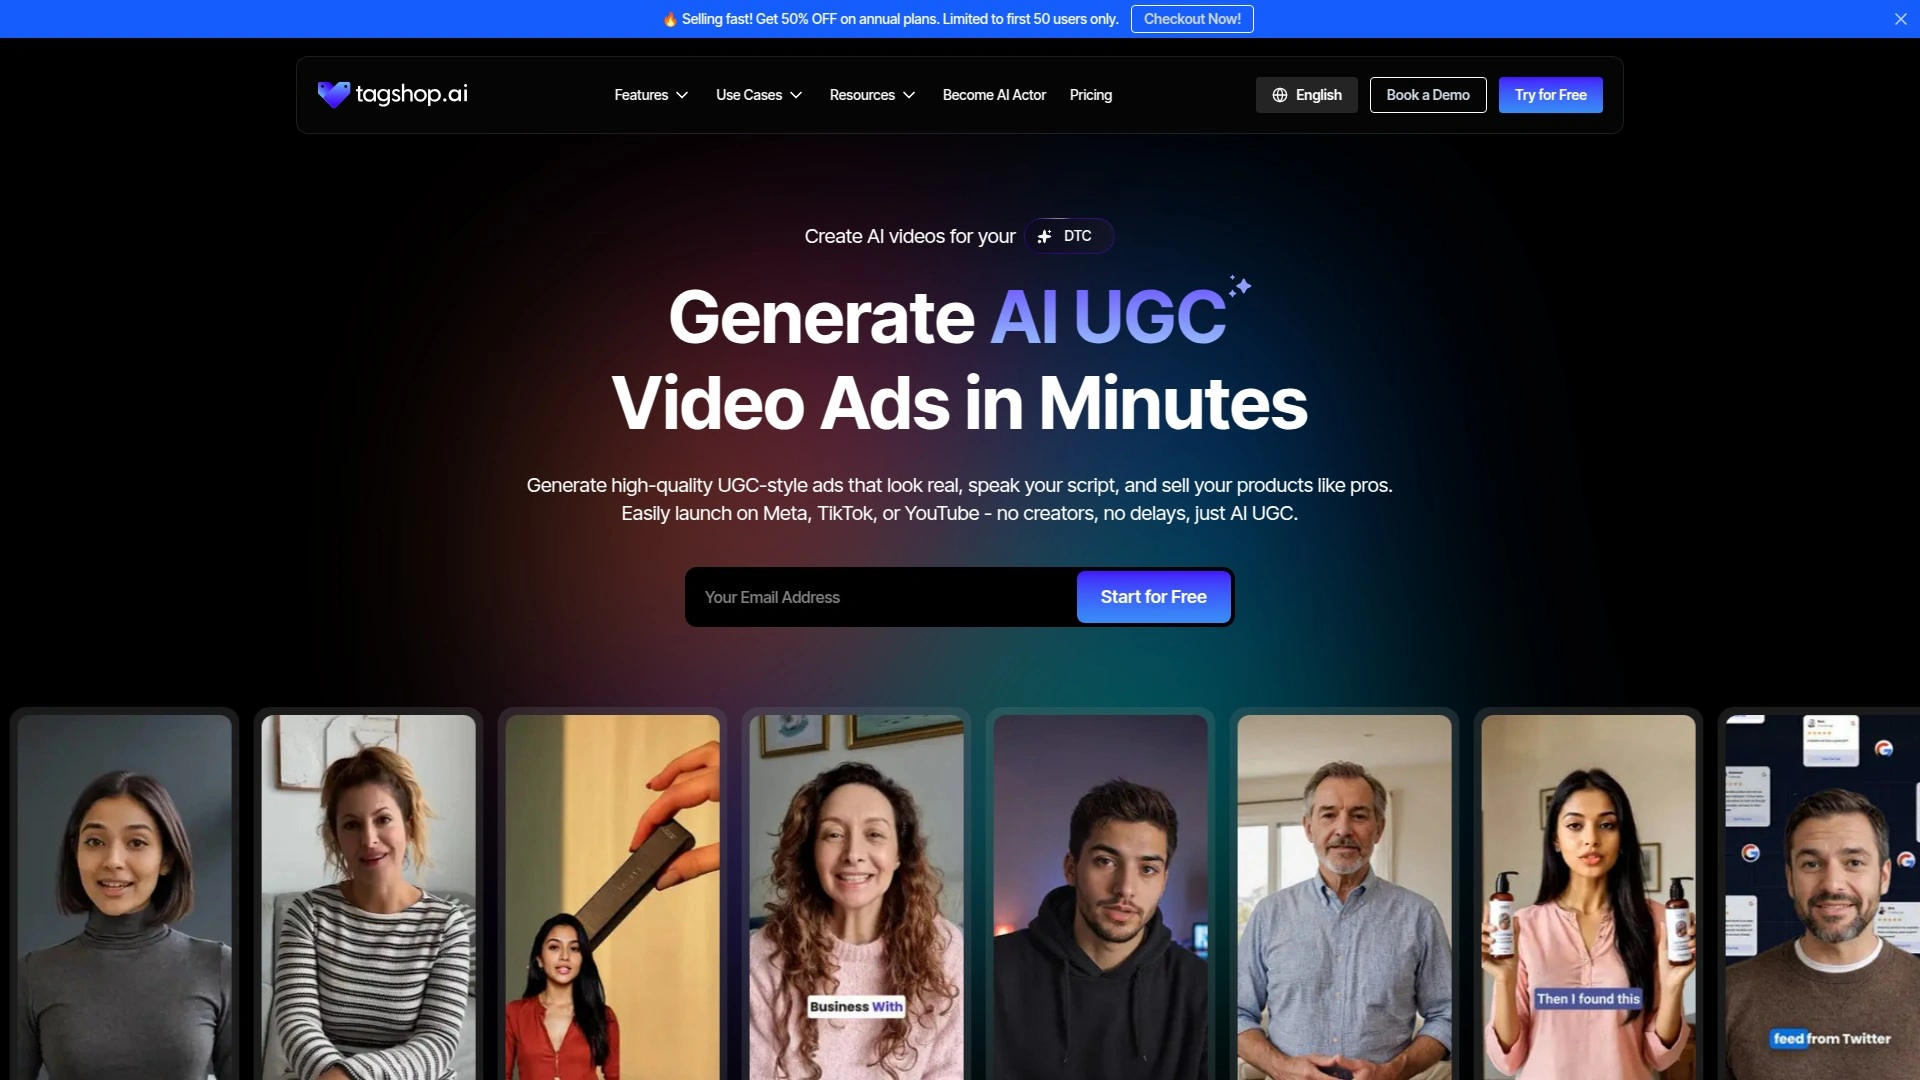 🔥 Selling fast! Get 50% OFF on annual plans. Limited to first 50 users only. Checkout Now!
tagshop.ai Features Use Cases Resources Become AI Actor Pricing English Book a Demo Try for Free
Create AI videos for your DTC
Generate AI UGC
Video Ads in Minutes
Generate high-quality UGC-style ads that look real, speak your script, and sell your products like pros.
Easily launch on Meta, TikTok, or YouTube - no creators, no delays, just AI UGC.
Your Email Address Start for Free
Business With
Then I found this
feed from Twitter